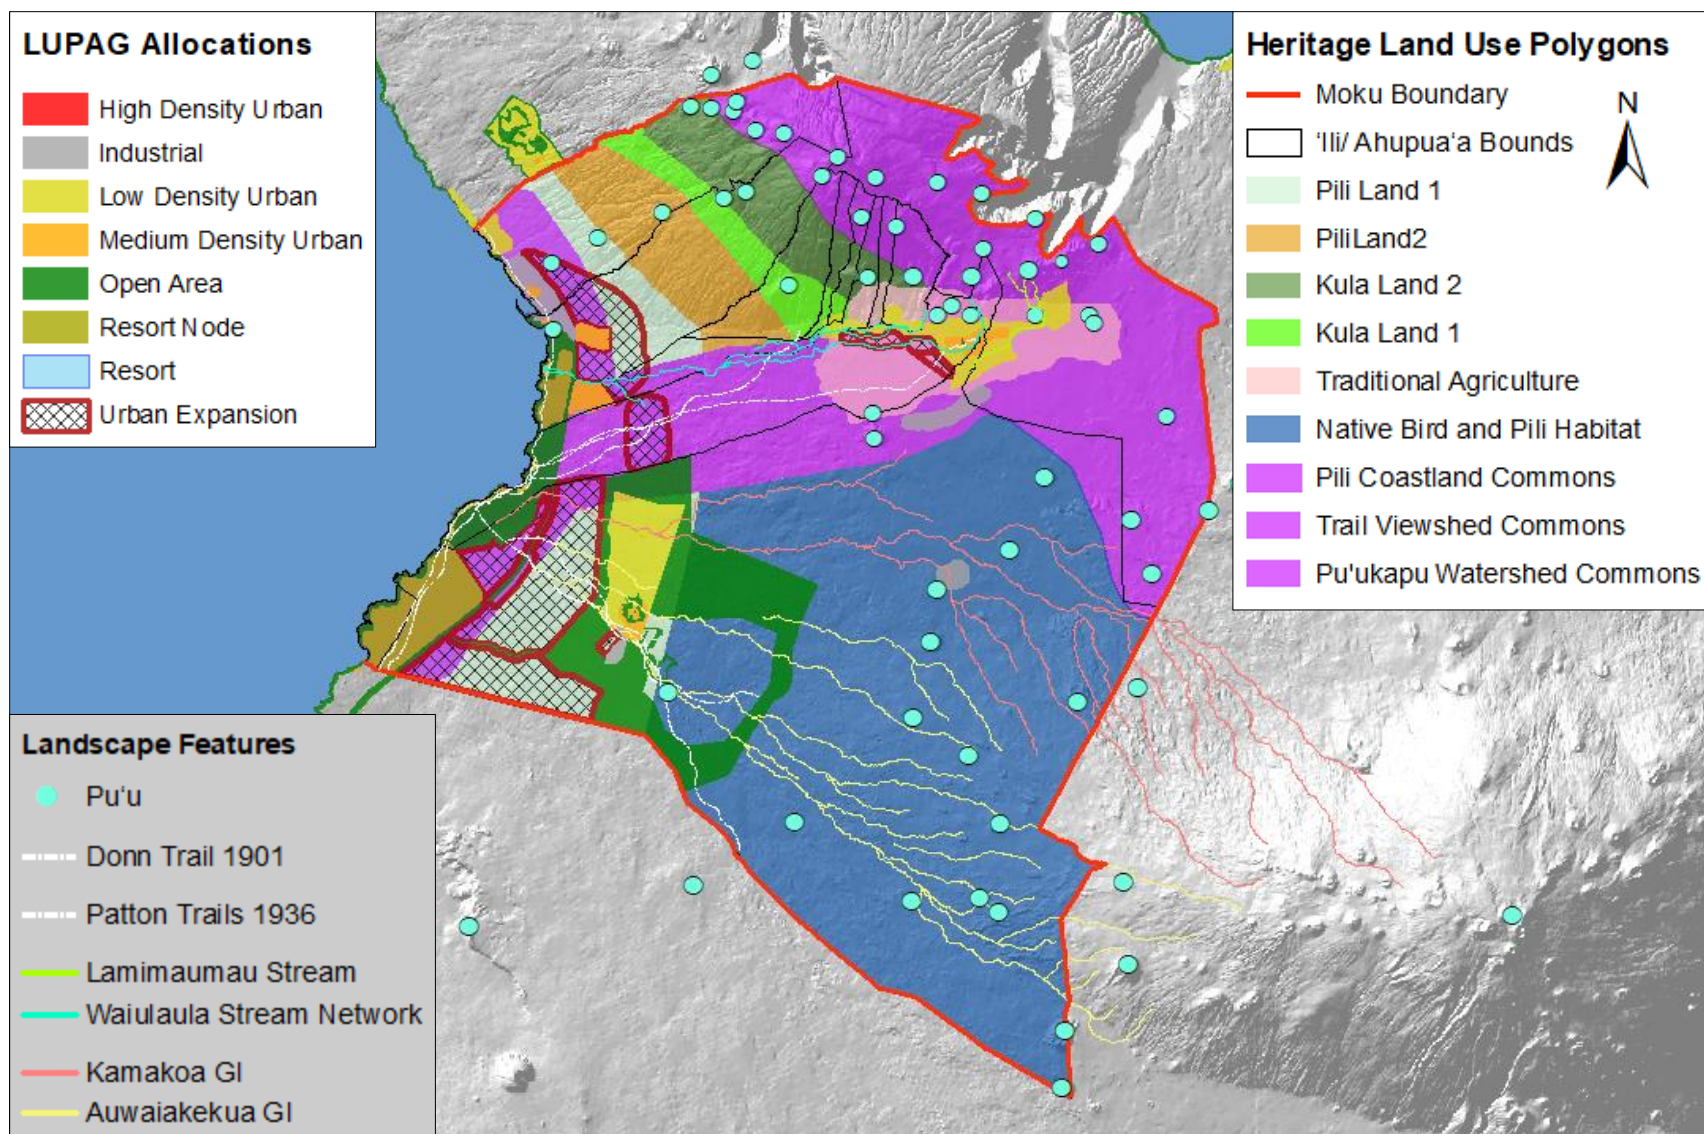 LUPAG Allocations
High Density Urban
Industrial
Low Density Urban
Medium Density Urban
Open Area
Resort Node
Resort
Urban Expansion
Heritage Land Use Polygons
Moku Boundary
N
ʻIli/ Ahupuaʻa Bounds
Pili Land 1
PiliLand2
Kula Land 2
Kula Land 1
Traditional Agriculture
Native Bird and Pili Habitat
Pili Coastland Commons
Trail Viewshed Commons
Pu'ukapu Watershed Commons
Landscape Features
Puʻu
Donn Trail 1901
Patton Trails 1936
Lamimaumau Stream
Waiulaula Stream Network
Kamakoa GI
Auwaiakekua GI